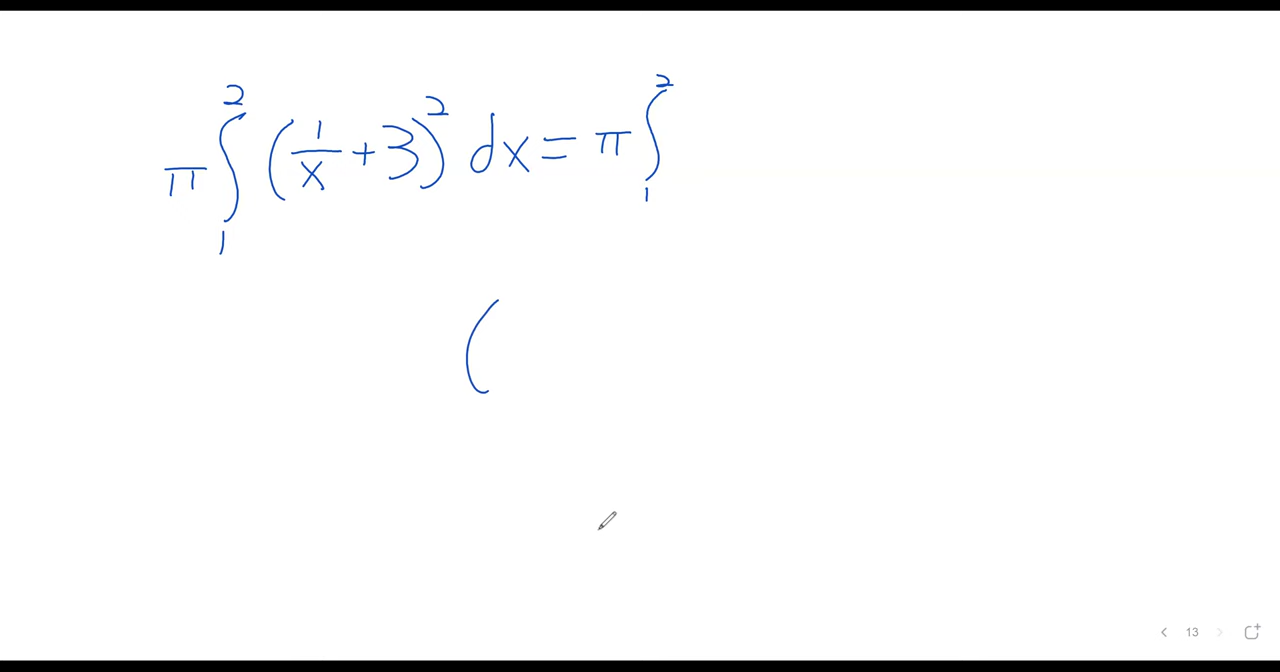 π∫₁² (1/x + 3)² dx = π∫₁²
(
13